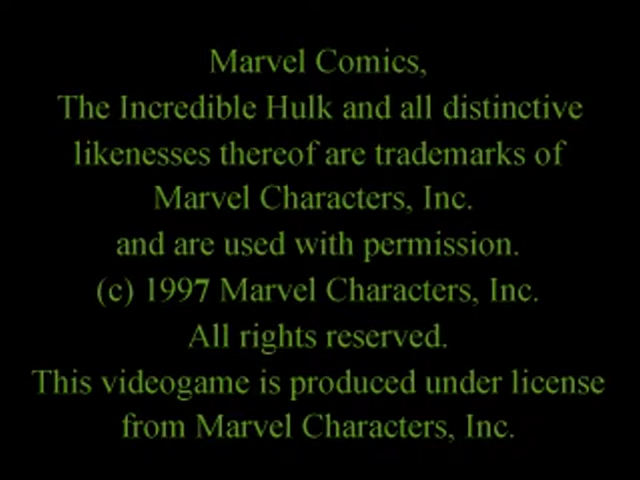 Marvel Comics,
The Incredible Hulk and all distinctive
likenesses thereof are trademarks of
Marvel Characters, Inc.
and are used with permission.
(c) 1997 Marvel Characters, Inc.
All rights reserved.
This videogame is produced under license
from Marvel Characters, Inc.